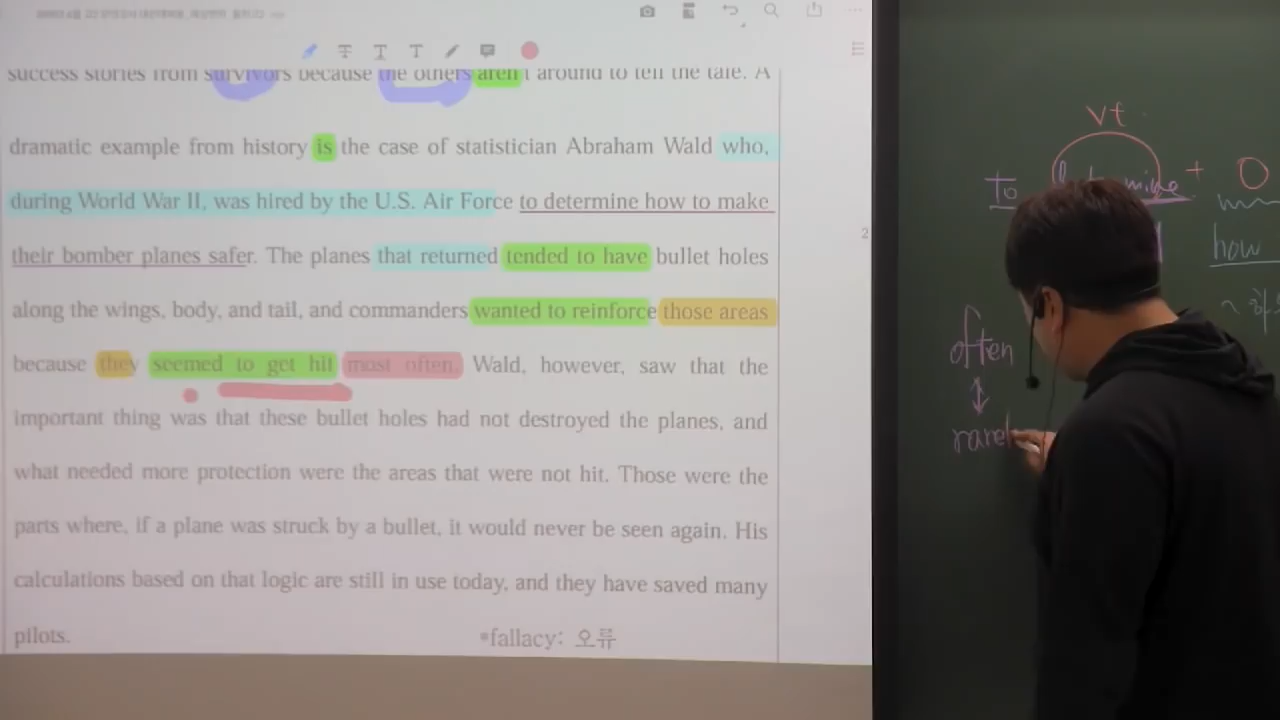 success stories from survivors because the others aren't around to tell the tale. A
dramatic example from history is the case of statistician Abraham Wald who,
during World War II, was hired by the U.S. Air Force to determine how to make
their bomber planes safer. The planes that returned tended to have bullet holes
along the wings, body, and tail, and commanders wanted to reinforce those areas
because they seemed to get hit most often. Wald, however, saw that the
important thing was that these bullet holes had not destroyed the planes, and
what needed more protection were the areas that were not hit. Those were the
parts where, if a plane was struck by a bullet, it would never be seen again. His
calculations based on that logic are still in use today, and they have saved many
pilots.
*fallacy: 오류
2
vt
To + O
how
often
↕